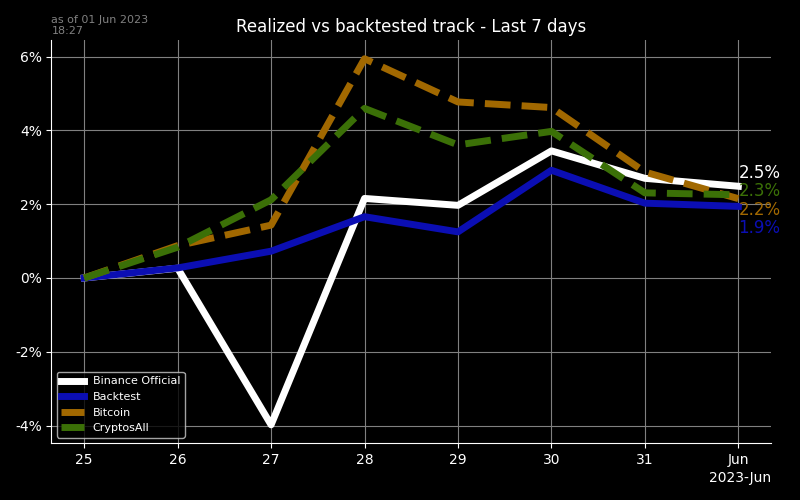 as of 01 Jun 2023
18:27
Realized vs backtested track - Last 7 days
6%
4%
2%
0%
-2%
-4%
2.5%
2.3%
2.2%
1.9%
Binance Official
Backtest
Bitcoin
CryptosAll
25 26 27 28 29 30 31 Jun
2023-Jun